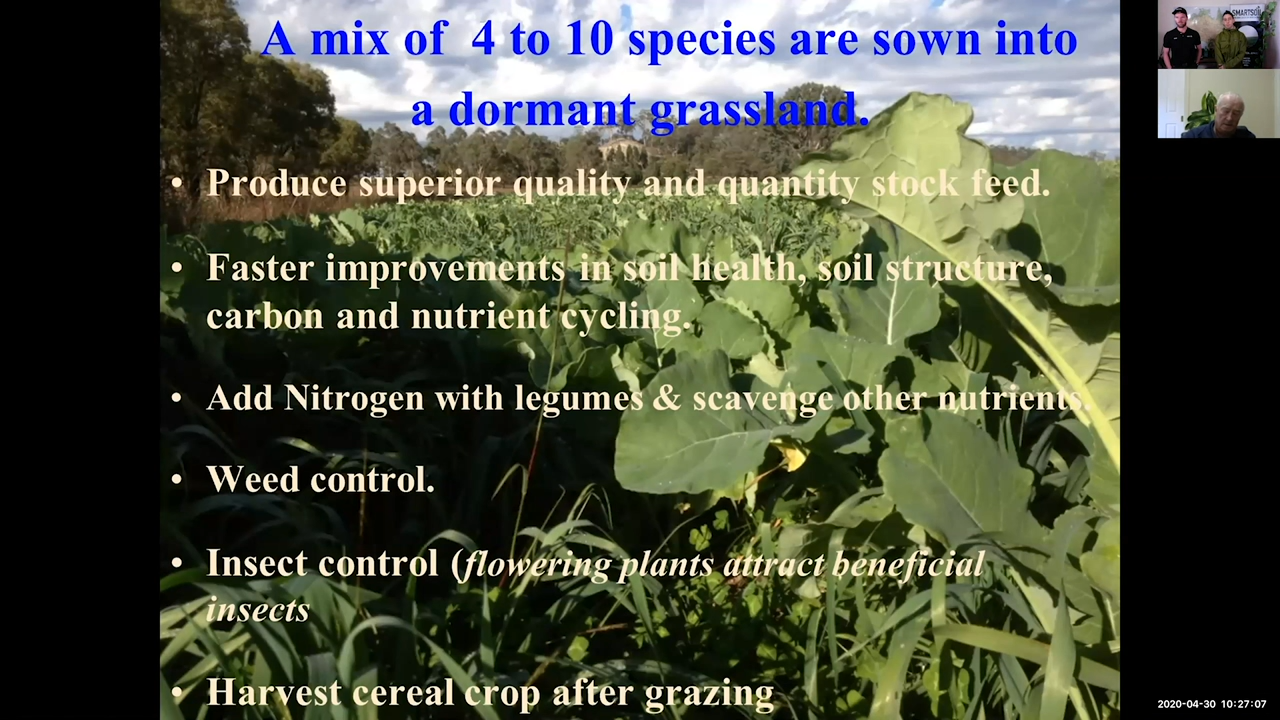 A mix of 4 to 10 species are sown into
a dormant grassland.
• Produce superior quality and quantity stock feed.
• Faster improvements in soil health, soil structure,
carbon and nutrient cycling.
• Add Nitrogen with legumes & scavenge other nutrients.
• Weed control.
• Insect control (flowering plants attract beneficial
insects
• Harvest cereal crop after grazing
SMARTSOIL
2020-04-30 10:27:07